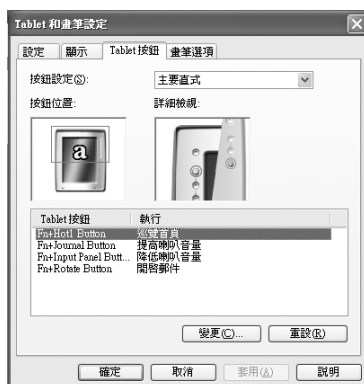 Tablet 和畫筆設定
設定 顯示 Tablet 按鈕 畫筆選項
按鈕設定(S): 主要直式
按鈕位置: 詳細檢視:
a
Tablet 按鈕 執行
Fn+Hot1 Button 巡覽首頁
Fn+Journal Button 提高喇叭音量
Fn+Input Panel Butt... 降低喇叭音量
Fn+Rotate Button 開啓郵件
變更(C)... 重設(R)
確定 取消 套用(A) 説明